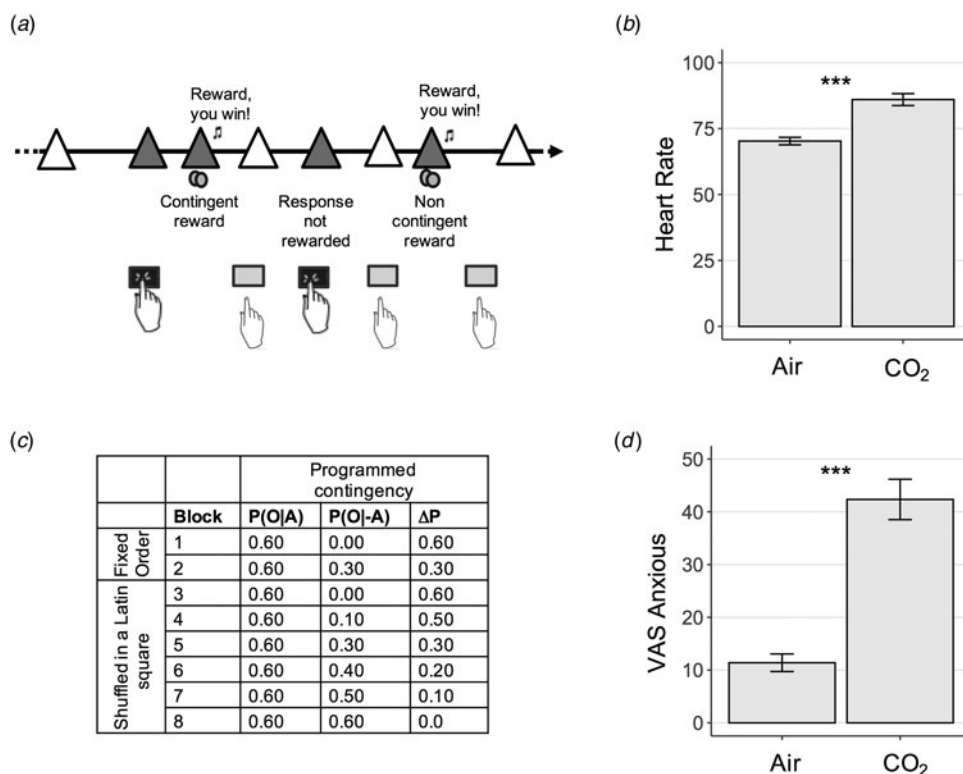 (a)
Reward,
you win!
Reward,
you win!
Contingent
reward
Response
not
rewarded
Non
contingent
reward
(b)
***
100
75
50
25
0
Heart Rate
Air CO₂
(c)
Programmed
contingency
Block P(O|A) P(O|-A) ΔP
Fixed
Order
1 0.60 0.00 0.60
2 0.60 0.30 0.30
Shuffled in a Latin
square
3 0.60 0.00 0.60
4 0.60 0.10 0.50
5 0.60 0.30 0.30
6 0.60 0.40 0.20
7 0.60 0.50 0.10
8 0.60 0.60 0.0
(d)
***
50
40
30
20
10
0
VAS Anxious
Air CO₂